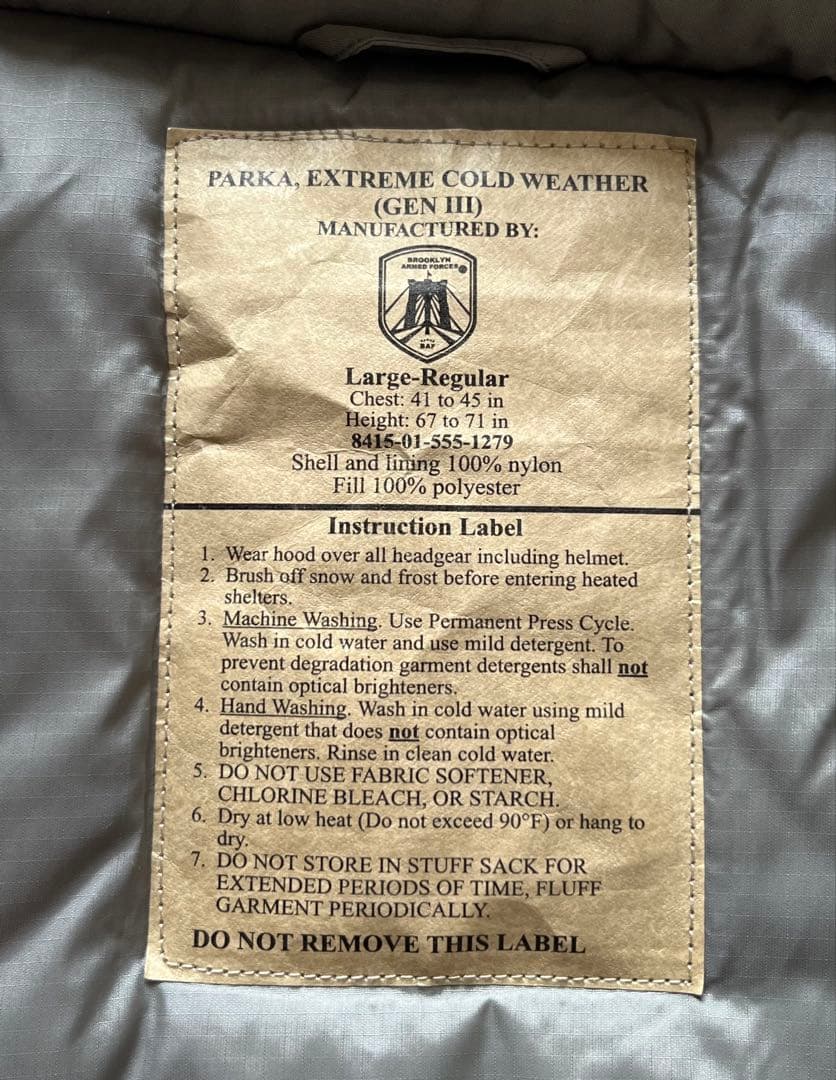 PARKA, EXTREME COLD WEATHER
(GEN III)
MANUFACTURED BY:
BROOKLYN
ARMED FORCES
BAF
Large-Regular
Chest: 41 to 45 in
Height: 67 to 71 in
8415-01-555-1279
Shell and lining 100% nylon
Fill 100% polyester
Instruction Label
1. Wear hood over all headgear including helmet.
2. Brush off snow and frost before entering heated
shelters.
3. Machine Washing. Use Permanent Press Cycle.
Wash in cold water and use mild detergent. To
prevent degradation garment detergents shall not
contain optical brighteners.
4. Hand Washing. Wash in cold water using mild
detergent that does not contain optical
brighteners. Rinse in clean cold water.
5. DO NOT USE FABRIC SOFTENER,
CHLORINE BLEACH, OR STARCH.
6. Dry at low heat (Do not exceed 90°F) or hang to
dry.
7. DO NOT STORE IN STUFF SACK FOR
EXTENDED PERIODS OF TIME, FLUFF
GARMENT PERIODICALLY.
DO NOT REMOVE THIS LABEL